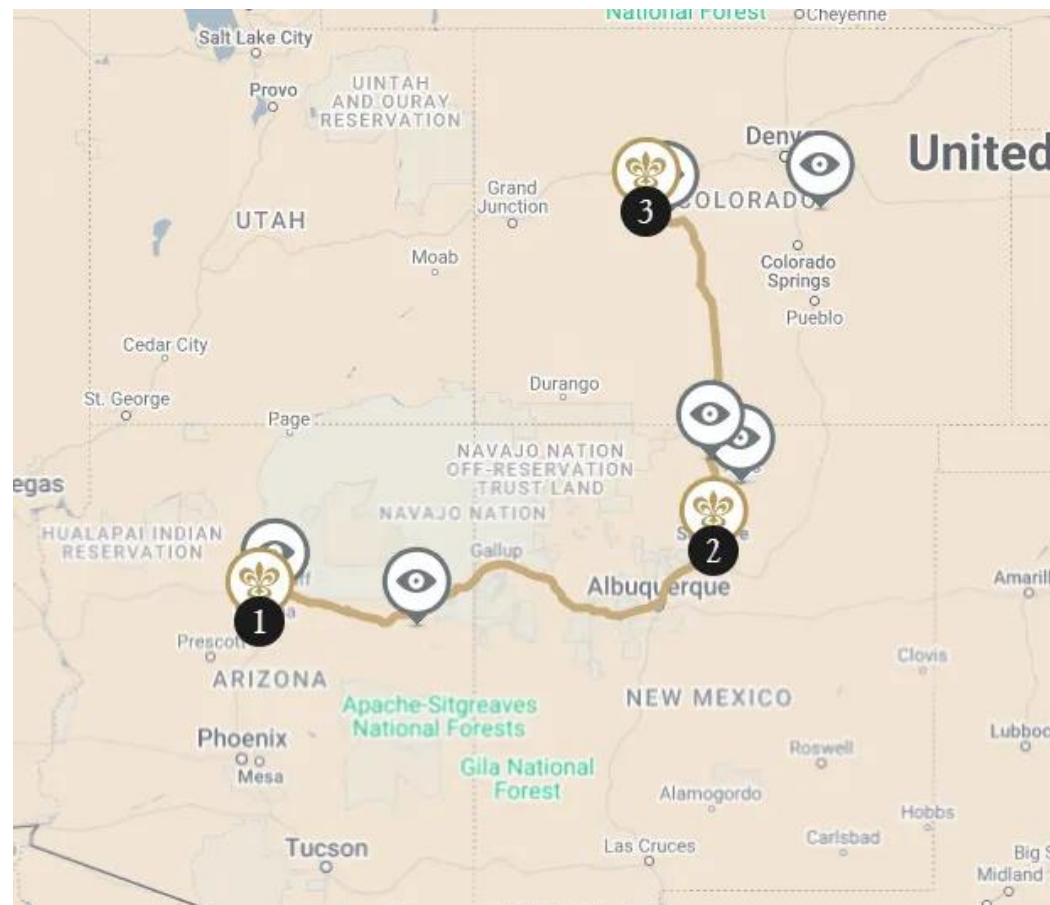 National Forest
Cheyenne
Salt Lake City
Provo
UINTAH
AND OURAY
RESERVATION
Denv
United
Grand
Junction
3
COLORADO
UTAH
Moab
Colorado
Springs
Pueblo
Cedar City
Durango
St. George
Page
NAVAJO NATION
OFF-RESERVATION
TRUST LAND
egas
NAVAJO NATION
HUALAPAI INDIAN
RESERVATION
Gallup
2
Albuquerque
Amaril
1
Prescott
ARIZONA
Clovis
NEW MEXICO
Apache-Sitgreaves
National Forests
Phoenix
Mesa
Gila National
Forest
Roswell
Lubboc
Alamogordo
Hobbs
Tucson
Las Cruces
Carlsbad
Big S
Midland